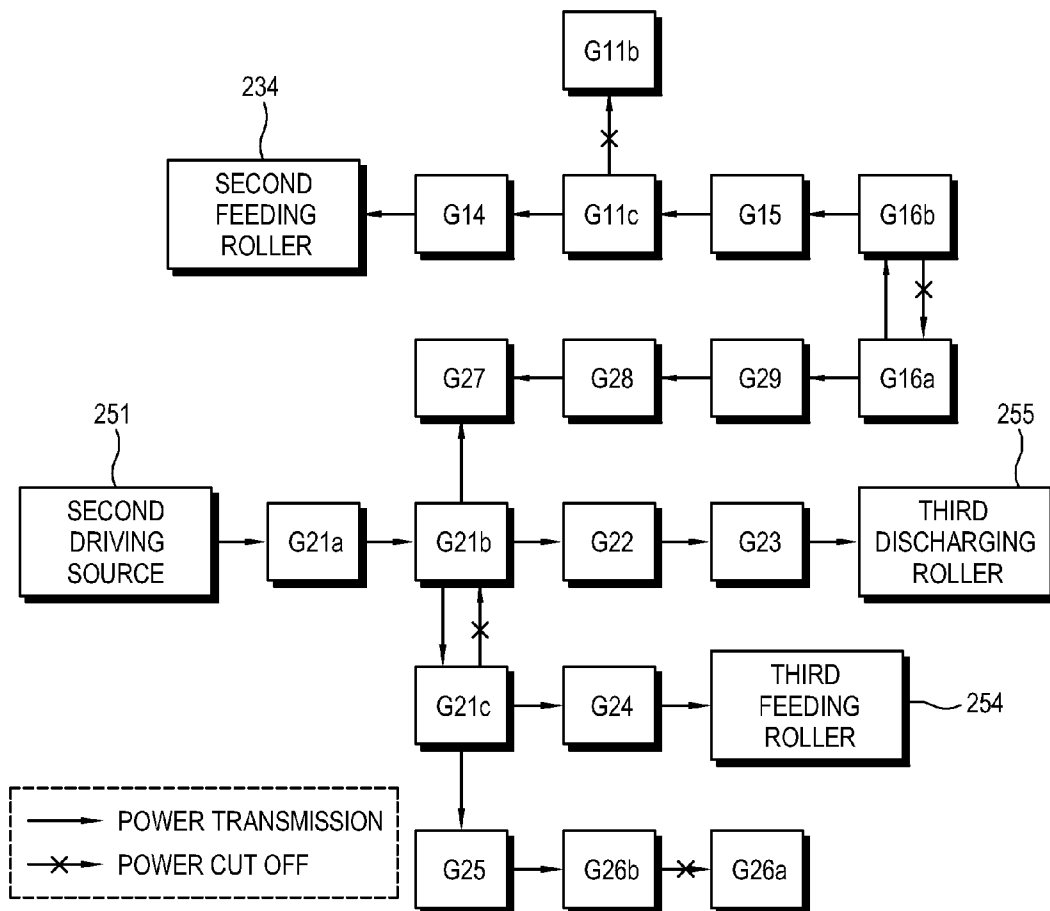 G11b
234
SECOND
FEEDING
ROLLER
G14
G11c
G15
G16b
G27
G28
G29
G16a
251
255
SECOND
DRIVING
SOURCE
G21a
G21b
G22
G23
THIRD
DISCHARGING
ROLLER
G21c
G24
THIRD
FEEDING
ROLLER
254
POWER TRANSMISSION
POWER CUT OFF
G25
G26b
G26a